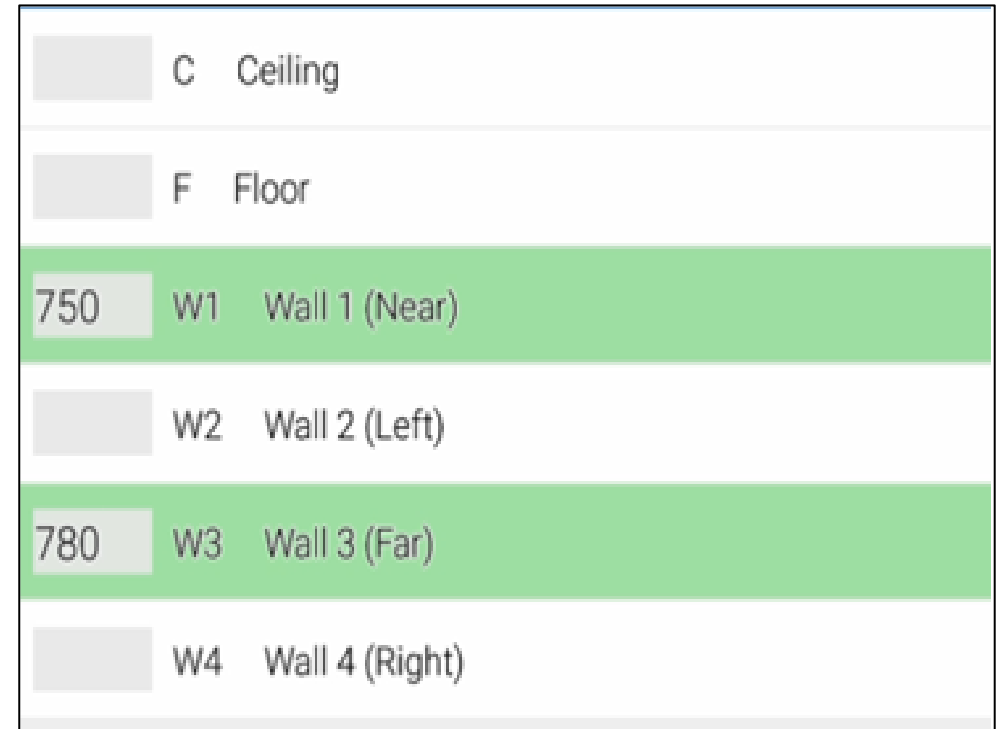 C Ceiling
F Floor
750 W1 Wall 1 (Near)
W2 Wall 2 (Left)
780 W3 Wall 3 (Far)
W4 Wall 4 (Right)